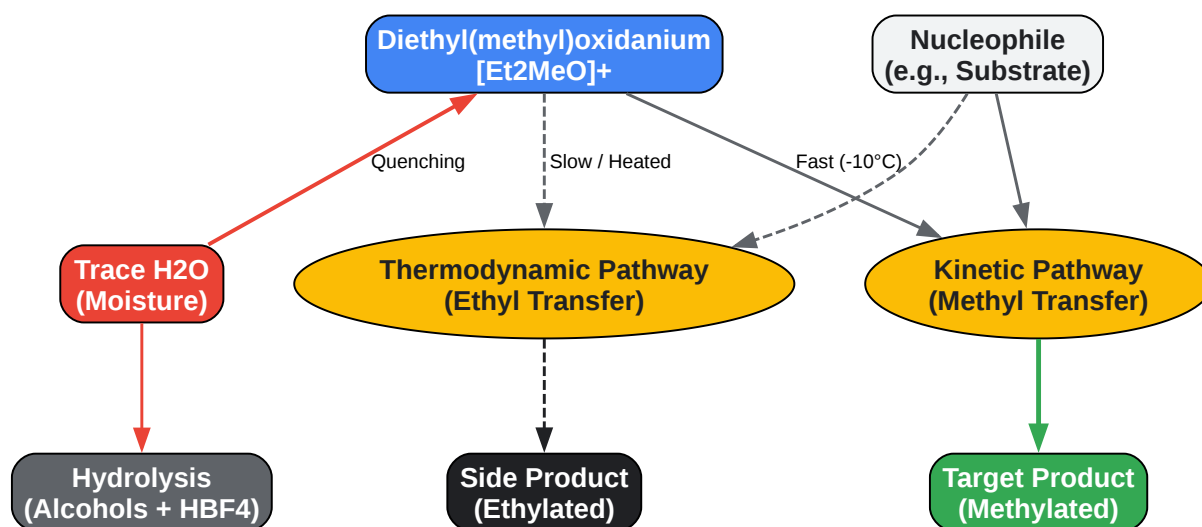 Diethyl(methyl)oxidanium
[Et2MeO]+
Nucleophile
(e.g., Substrate)
Quenching
Slow / Heated
Fast (-10°C)
Trace H2O
(Moisture)
Thermodynamic Pathway
(Ethyl Transfer)
Kinetic Pathway
(Methyl Transfer)
Hydrolysis
(Alcohols + HBF4)
Side Product
(Ethylated)
Target Product
(Methylated)